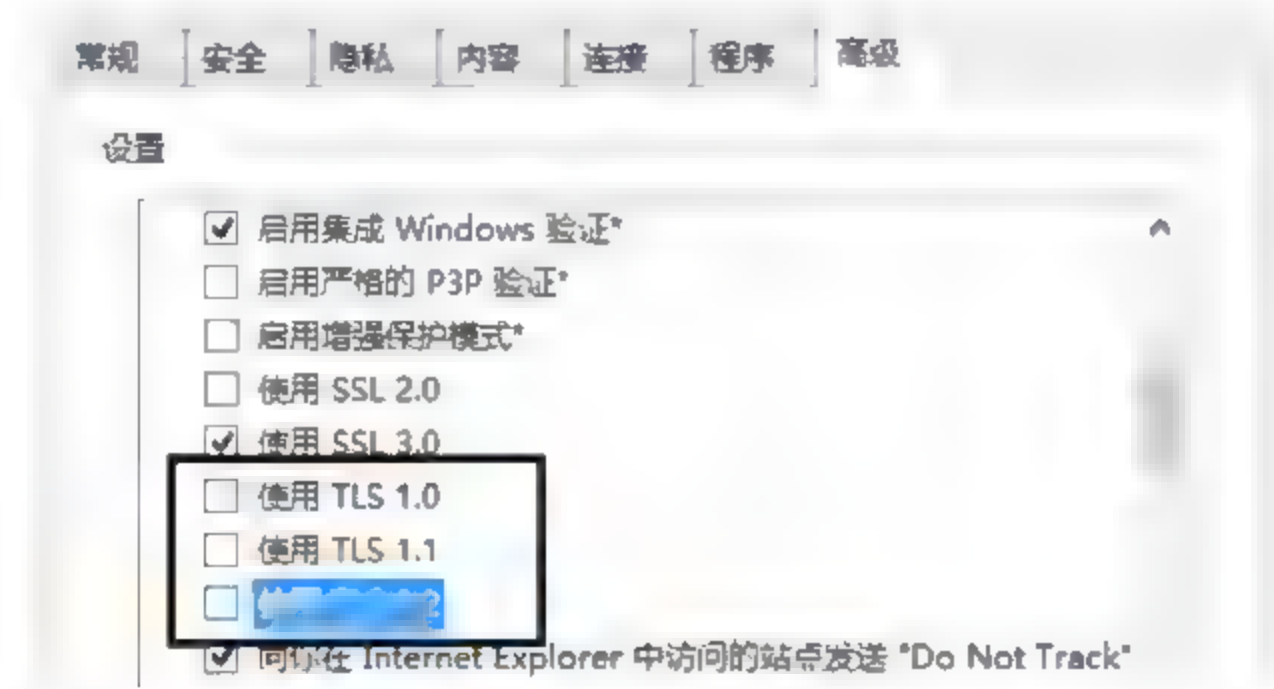 常规 安全 隐私 内容 连接 程序 高级
设置
启用集成 Windows 验证*
启用严格的 P3P 验证*
启用增强保护模式*
使用 SSL 2.0
使用 SSL 3.0
使用 TLS 1.0
使用 TLS 1.1
向你在 Internet Explorer 中访问的站点发送 "Do Not Track"